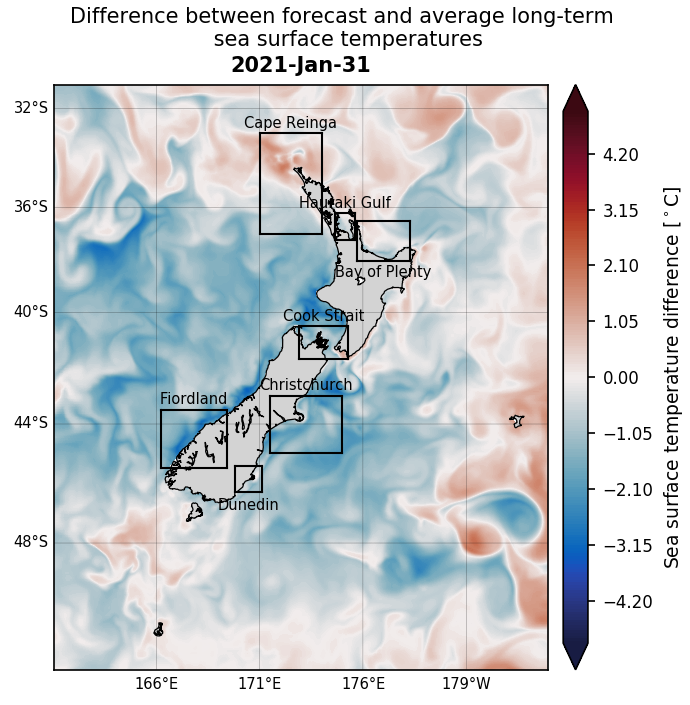 Difference between forecast and average long-term
sea surface temperatures
2021-Jan-31
32°S
36°S
40°S
44°S
48°S
Cape Reinga
Hauraki Gulf
Bay of Plenty
Cook Strait
Christchurch
Fiordland
Dunedin
166°E
171°E
176°E
179°W
4.20
3.15
2.10
1.05
0.00
−1.05
−2.10
−3.15
−4.20
Sea surface temperature difference [°C]